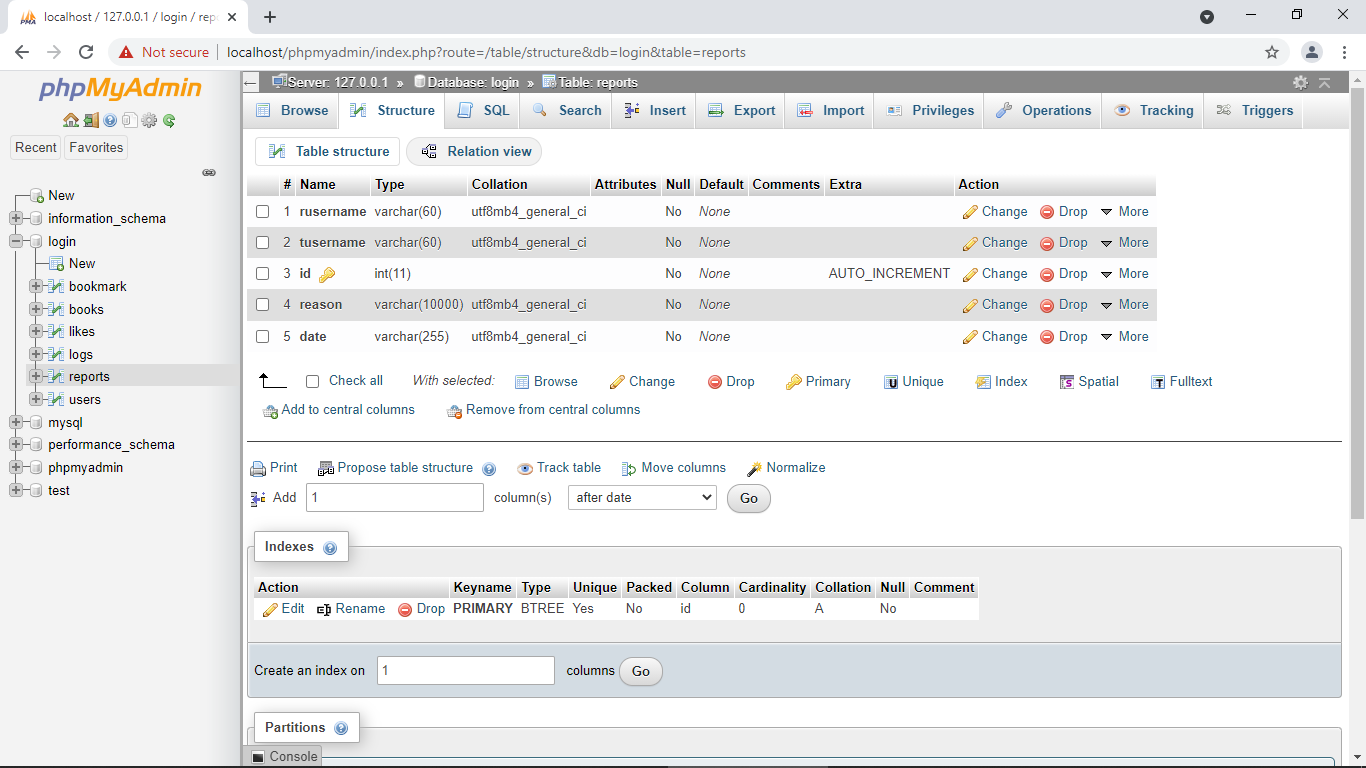 localhost / 127.0.0.1 / login / rep
Not secure | localhost/phpmyadmin/index.php?route=/table/structure&db=login&table=reports
phpMyAdmin
Recent Favorites
New
information_schema
login
New
bookmark
books
likes
logs
reports
users
mysql
performance_schema
phpmyadmin
test
Server: 127.0.0.1 » Database: login » Table: reports
Browse Structure SQL Search Insert Export Import Privileges Operations Tracking Triggers
Table structure Relation view
# Name Type Collation Attributes Null Default Comments Extra Action
1 rusername varchar(60) utf8mb4_general_ci No None Change Drop More
2 tusername varchar(60) utf8mb4_general_ci No None Change Drop More
3 id int(11) No None AUTO_INCREMENT Change Drop More
4 reason varchar(10000) utf8mb4_general_ci No None Change Drop More
5 date varchar(255) utf8mb4_general_ci No None Change Drop More
Check all With selected: Browse Change Drop Primary Unique Index Spatial Fulltext
Add to central columns Remove from central columns
Print Propose table structure Track table Move columns Normalize
Add 1 column(s) after date Go
Indexes
Action Keyname Type Unique Packed Column Cardinality Collation Null Comment
Edit Rename Drop PRIMARY BTREE Yes No id 0 A No
Create an index on 1 columns Go
Partitions
Console